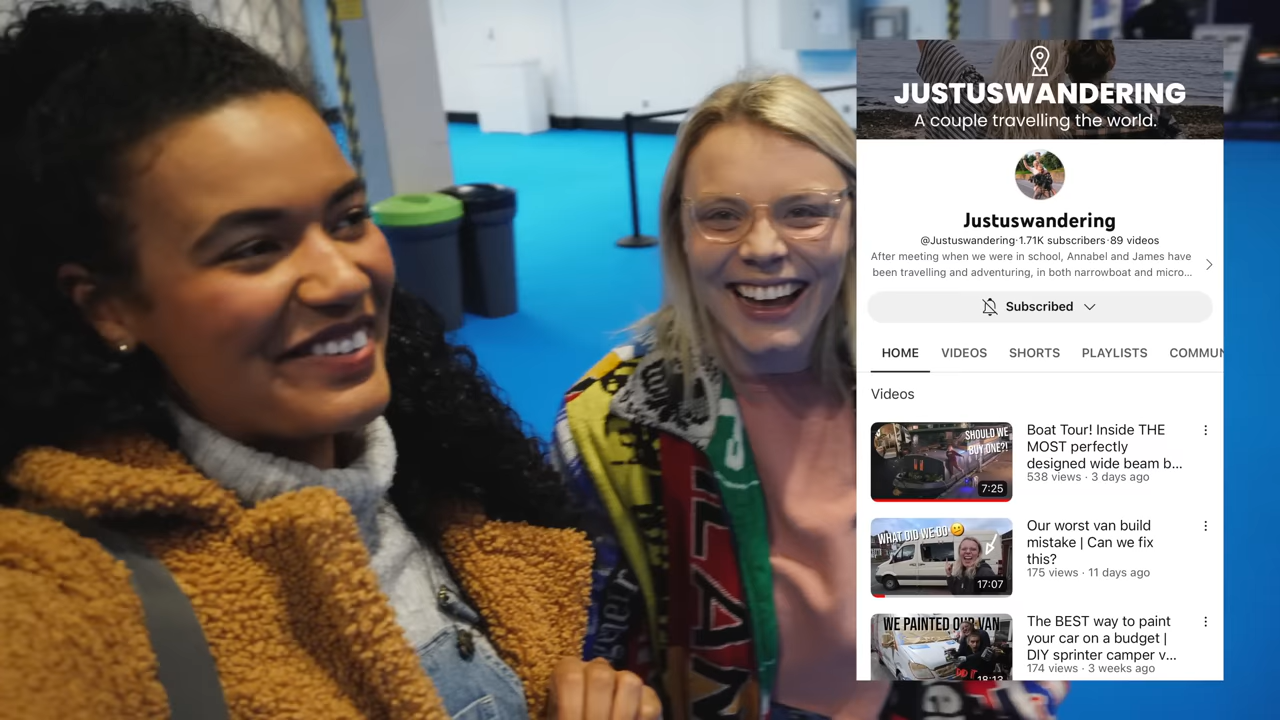 JUSTUSWANDERING
A couple travelling the world.
Justuswandering
@Justuswandering·1.71K subscribers·89 videos
After meeting when we were in school, Annabel and James have
been travelling and adventuring, in both narrowboat and micro...
Subscribed
HOME VIDEOS SHORTS PLAYLISTS COMMUN
Videos
SHOULD WE
BUY ONE?!
7:25
Boat Tour! Inside THE
MOST perfectly
designed wide beam b...
538 views · 3 days ago
WHAT DID WE DO
17:07
Our worst van build
mistake | Can we fix
this?
175 views · 11 days ago
WE PAINTED OUR VAN
18:13
The BEST way to paint
your car on a budget |
DIY sprinter camper v...
174 views · 3 weeks ago